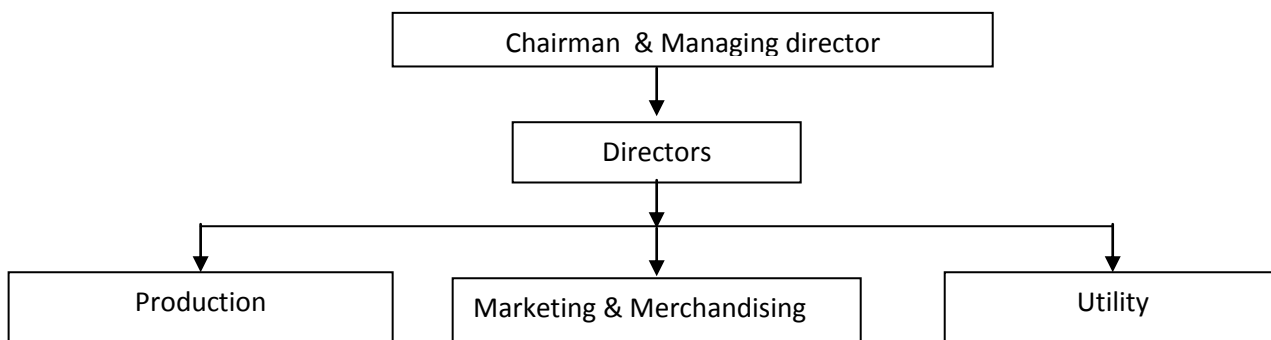 Chairman & Managing director
Directors
Production
Marketing & Merchandising
Utility